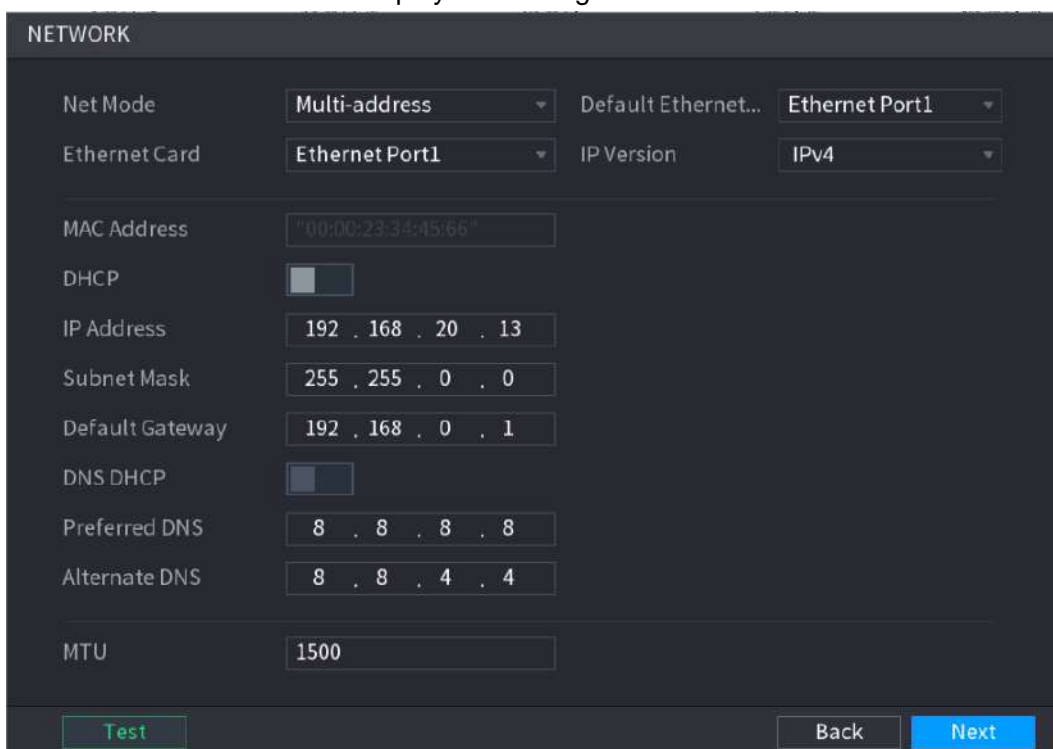 NETWORK
Net Mode Multi-address Default Ethernet... Ethernet Port1
Ethernet Card Ethernet Port1 IP Version IPv4
MAC Address "00:00:23:34:45:66"
DHCP
IP Address 192 . 168 . 20 . 13
Subnet Mask 255 . 255 . 0 . 0
Default Gateway 192 . 168 . 0 . 1
DNS DHCP
Preferred DNS 8 . 8 . 8 . 8
Alternate DNS 8 . 8 . 4 . 4
MTU 1500
Test Back Next